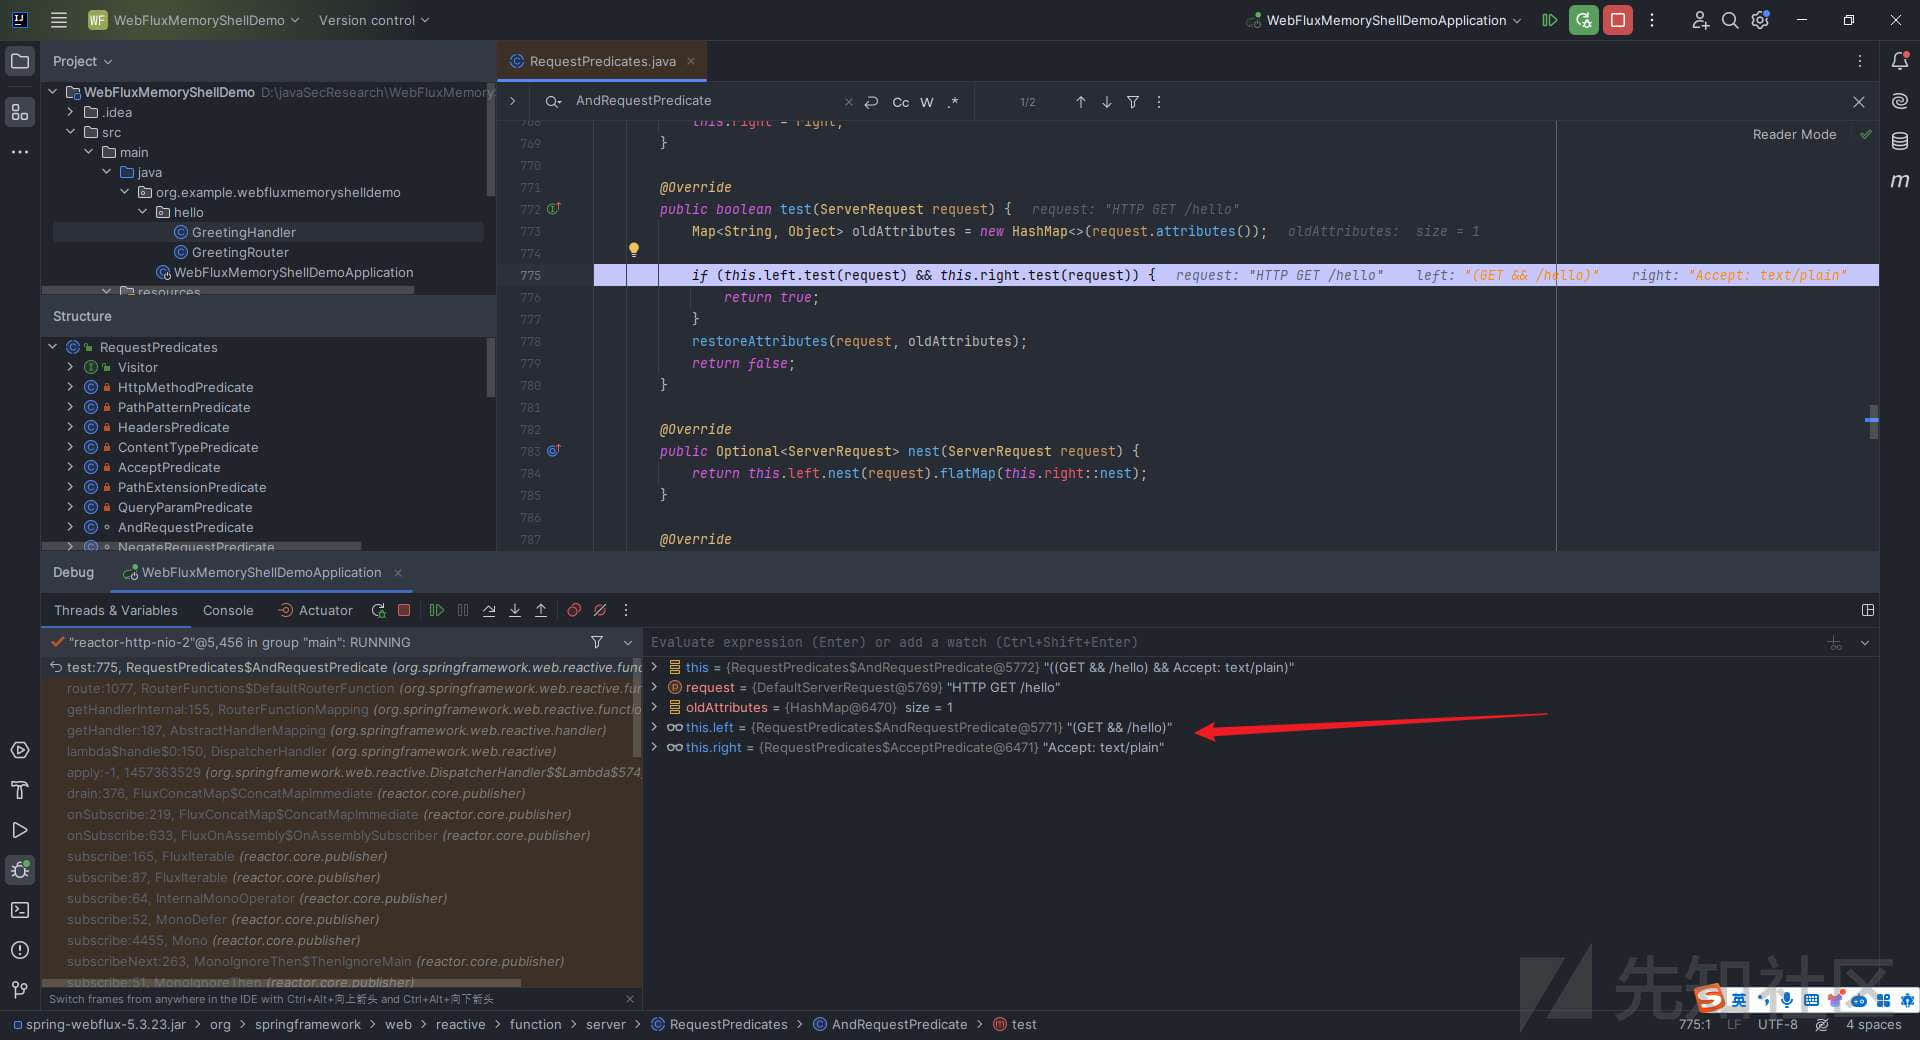 WF WebFluxMemoryShellDemo Version control WebFluxMemoryShellDemoApplication
Project
WebFluxMemoryShellDemo D:\javaSecResearch\WebFluxMemory
.idea
src
main
java
org.example.webfluxmemoryshelldemo
hello
GreetingHandler
GreetingRouter
WebFluxMemoryShellDemoApplication
resources
Structure
RequestPredicates
Visitor
HttpMethodPredicate
PathPatternPredicate
HeadersPredicate
ContentTypePredicate
AcceptPredicate
PathExtensionPredicate
QueryParamPredicate
AndRequestPredicate
NegateRequestPredicate
RequestPredicates.java
AndRequestPredicate Cc W .* 1/2
Reader Mode
768 this.right = right;
769 }
770
771 @Override
772 public boolean test(ServerRequest request) { request: "HTTP GET /hello"
773 Map<String, Object> oldAttributes = new HashMap<>(request.attributes()); oldAttributes: size = 1
774
775 if (this.left.test(request) && this.right.test(request)) { request: "HTTP GET /hello" left: "(GET && /hello)" right: "Accept: text/plain"
776 return true;
777 }
778 restoreAttributes(request, oldAttributes);
779 return false;
780 }
781
782 @Override
783 public Optional<ServerRequest> nest(ServerRequest request) {
784 return this.left.nest(request).flatMap(this.right::nest);
785 }
786
787 @Override
Debug WebFluxMemoryShellDemoApplication
Threads & Variables Console Actuator
"reactor-http-nio-2"@5,456 in group "main": RUNNING
test:775, RequestPredicates$AndRequestPredicate (org.springframework.web.reactive.func
route:1077, RouterFunctions$DefaultRouterFunction (org.springframework.web.reactive.fun
getHandlerInternal:155, RouterFunctionMapping (org.springframework.web.reactive.functio
getHandler:187, AbstractHandlerMapping (org.springframework.web.reactive.handler)
lambda$handle$0:150, DispatcherHandler (org.springframework.web.reactive)
apply:-1, 1457363529 (org.springframework.web.reactive.DispatcherHandler$$Lambda$574
drain:376, FluxConcatMap$ConcatMapImmediate (reactor.core.publisher)
onSubscribe:219, FluxConcatMap$ConcatMapImmediate (reactor.core.publisher)
onSubscribe:633, FluxOnAssembly$OnAssemblySubscriber (reactor.core.publisher)
subscribe:165, FluxIterable (reactor.core.publisher)
subscribe:87, FluxIterable (reactor.core.publisher)
subscribe:64, InternalMonoOperator (reactor.core.publisher)
subscribe:52, MonoDefer (reactor.core.publisher)
subscribe:4455, Mono (reactor.core.publisher)
subscribeNext:263, MonoIgnoreThen$ThenIgnoreMain (reactor.core.publisher)
subscribe:51, MonoIgnoreThen (reactor.core.publisher)
Switch frames from anywhere in the IDE with Ctrl+Alt+向上箭头 and Ctrl+Alt+向下箭头
Evaluate expression (Enter) or add a watch (Ctrl+Shift+Enter)
this = {RequestPredicates$AndRequestPredicate@5772} "((GET && /hello) && Accept: text/plain)"
request = {DefaultServerRequest@5769} "HTTP GET /hello"
oldAttributes = {HashMap@6470} size = 1
this.left = {RequestPredicates$AndRequestPredicate@5771} "(GET && /hello)"
this.right = {RequestPredicates$AcceptPredicate@6471} "Accept: text/plain"
先知社区
英
spring-webflux-5.3.23.jar org springframework web reactive function server RequestPredicates AndRequestPredicate test
775:1 LF UTF-8 4 spaces